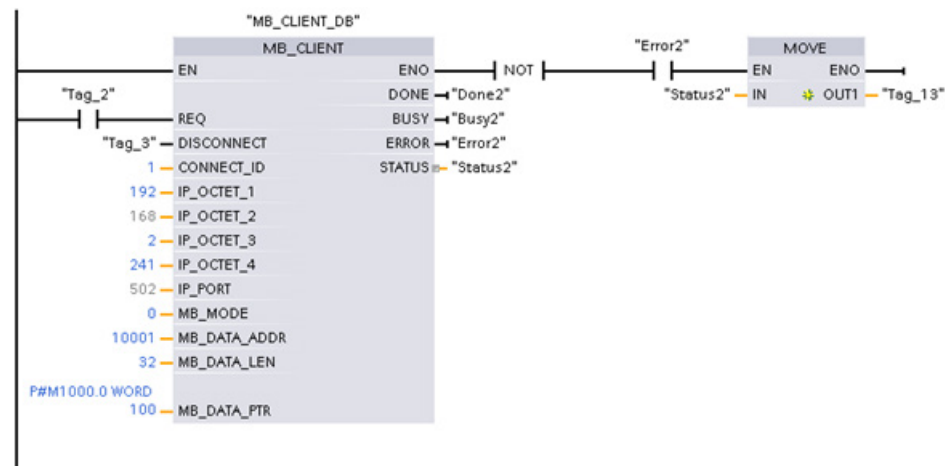 "MB_CLIENT_DB"
MB_CLIENT
"Error2"
MOVE
EN ENO NOT EN ENO
"Tag_2" DONE "Done2" "Status2" IN OUT1 "Tag_13"
REQ BUSY "Busy2"
"Tag_3" DISCONNECT ERROR "Error2"
1 CONNECT_ID STATUS "Status2"
192 IP_OCTET_1
168 IP_OCTET_2
2 IP_OCTET_3
241 IP_OCTET_4
502 IP_PORT
0 MB_MODE
10001 MB_DATA_ADDR
32 MB_DATA_LEN
P#M1000.0 WORD
100 MB_DATA_PTR